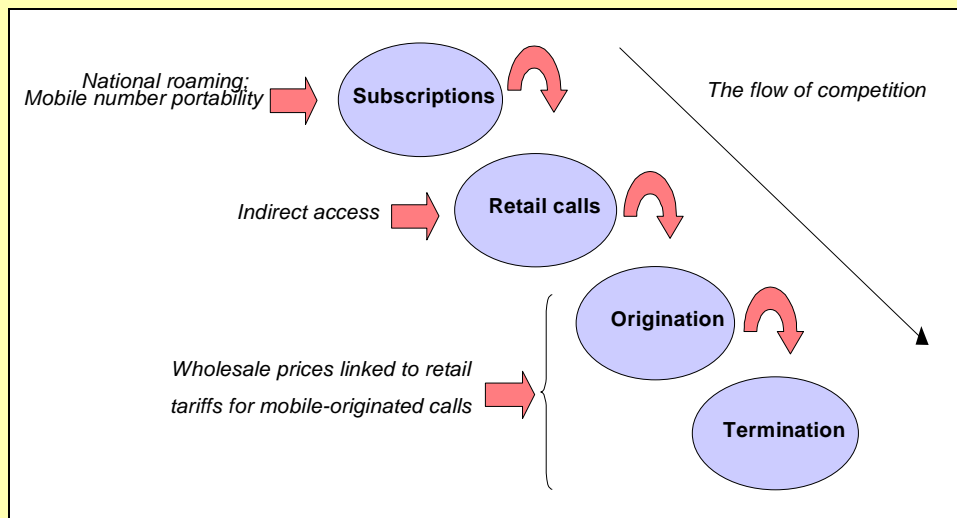 National roaming;
Mobile number portability
Subscriptions
The flow of competition
Indirect access
Retail calls
Origination
Wholesale prices linked to retail
tariffs for mobile-originated calls
Termination